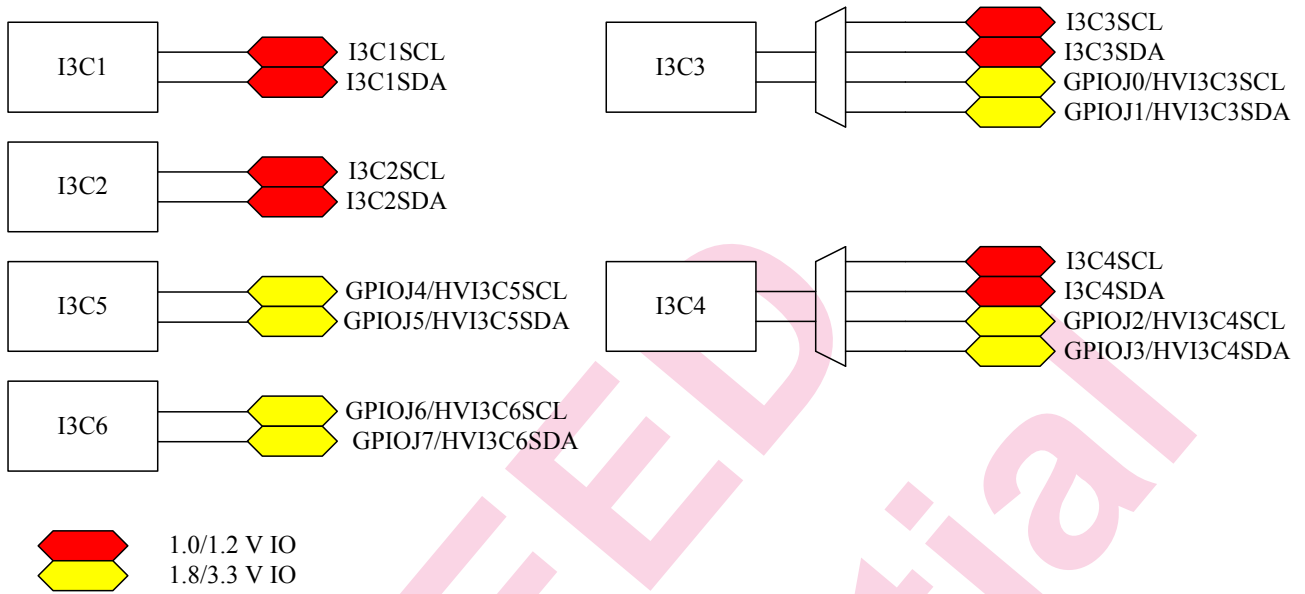 I3C1
I3C1SCL
I3C1SDA
I3C2
I3C2SCL
I3C2SDA
I3C5
GPIOJ4/HVI3C5SCL
GPIOJ5/HVI3C5SDA
I3C6
GPIOJ6/HVI3C6SCL
GPIOJ7/HVI3C6SDA
I3C3
I3C3SCL
I3C3SDA
GPIOJ0/HVI3C3SCL
GPIOJ1/HVI3C3SDA
I3C4
I3C4SCL
I3C4SDA
GPIOJ2/HVI3C4SCL
GPIOJ3/HVI3C4SDA
1.0/1.2 V IO
1.8/3.3 V IO